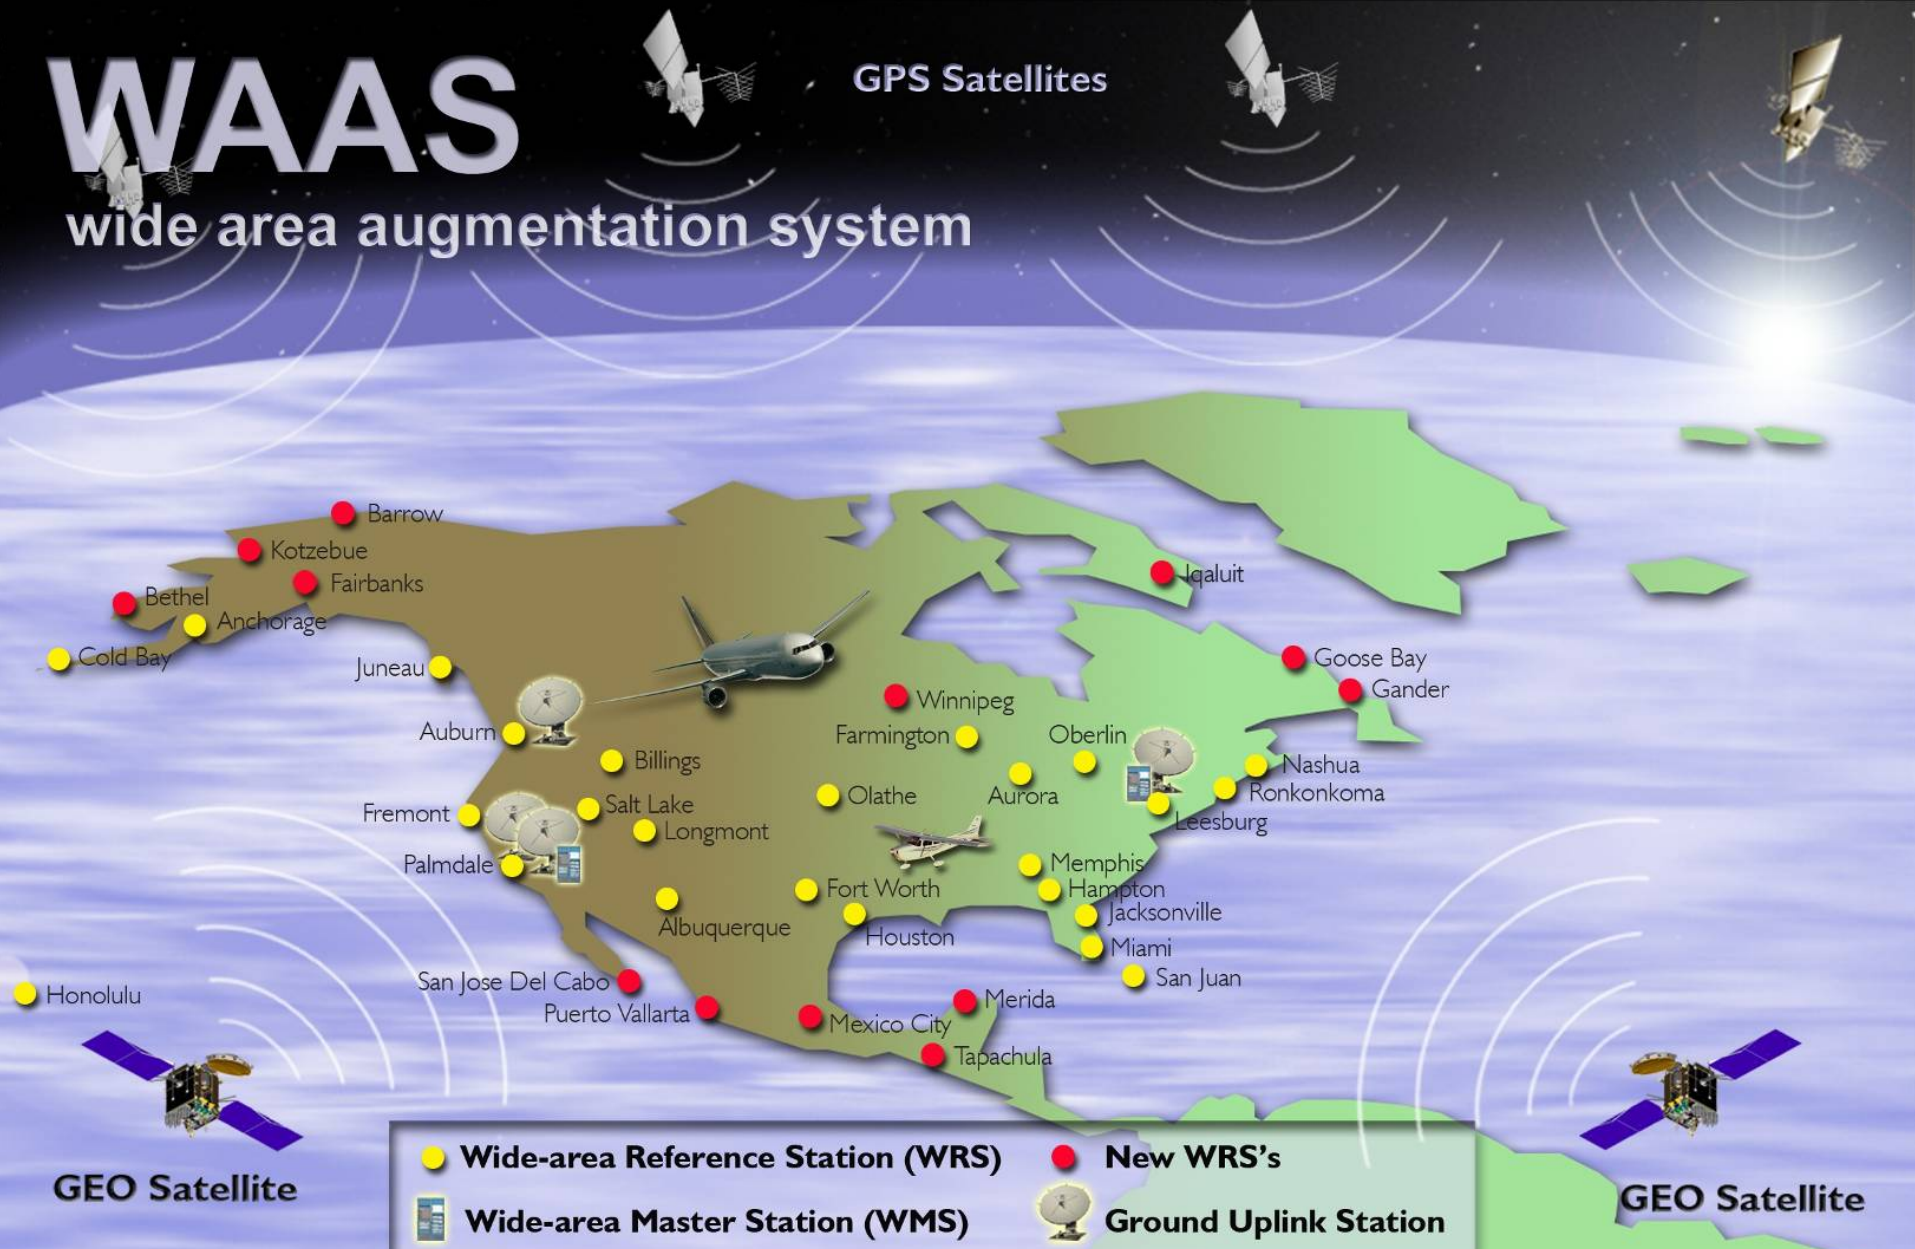 WAAS
GPS Satellites
wide area augmentation system
Barrow
Kotzebue
Fairbanks
Iqaluit
Bethel
Anchorage
Cold Bay
Juneau
Goose Bay
Gander
Winnipeg
Auburn
Farmington
Oberlin
Billings
Nashua
Olathe
Aurora
Ronkonkoma
Fremont
Salt Lake
Leesburg
Longmont
Palmdale
Memphis
Fort Worth
Hampton
Jacksonville
Albuquerque
Houston
Miami
San Jose Del Cabo
San Juan
Honolulu
Puerto Vallarta
Merida
Mexico City
Tapachula
Wide-area Reference Station (WRS)
New WRS's
GEO Satellite
GEO Satellite
Wide-area Master Station (WMS)
Ground Uplink Station